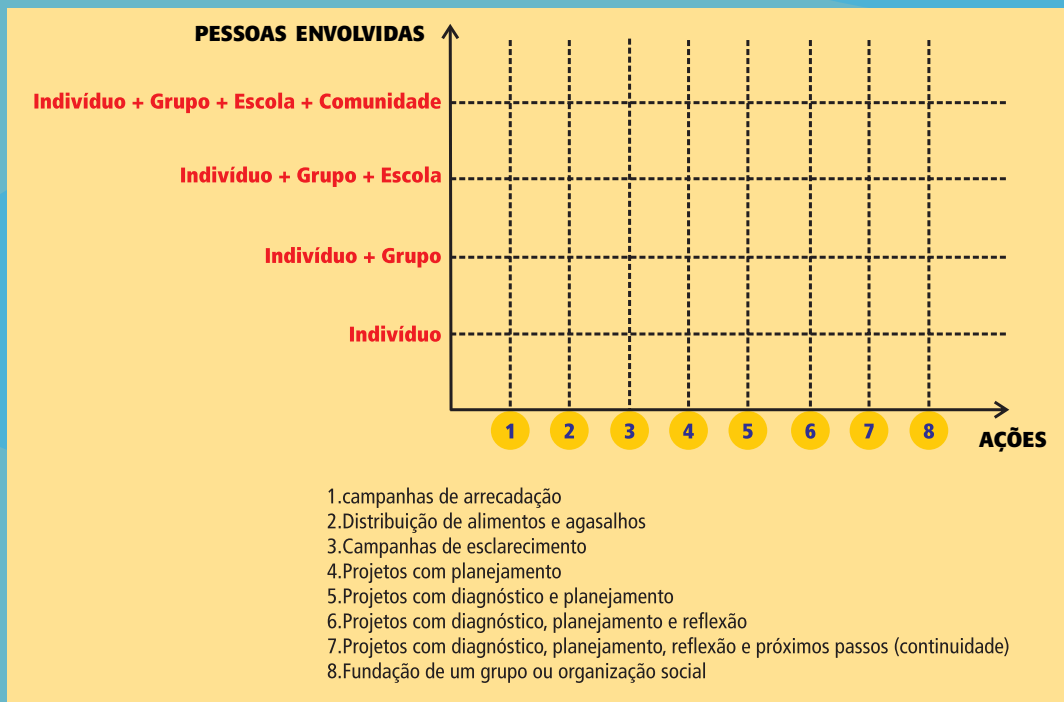 PESSOAS ENVOLVIDAS
Indivíduo + Grupo + Escola + Comunidade
Indivíduo + Grupo + Escola
Indivíduo + Grupo
Indivíduo
1 2 3 4 5 6 7 8
AÇÕES
1.campanhas de arrecadação
2.Distribuição de alimentos e agasalhos
3.Campanhas de esclarecimento
4.Projetos com planejamento
5.Projetos com diagnóstico e planejamento
6.Projetos com diagnóstico, planejamento e reflexão
7.Projetos com diagnóstico, planejamento, reflexão e próximos passos (continuidade)
8.Fundação de um grupo ou organização social